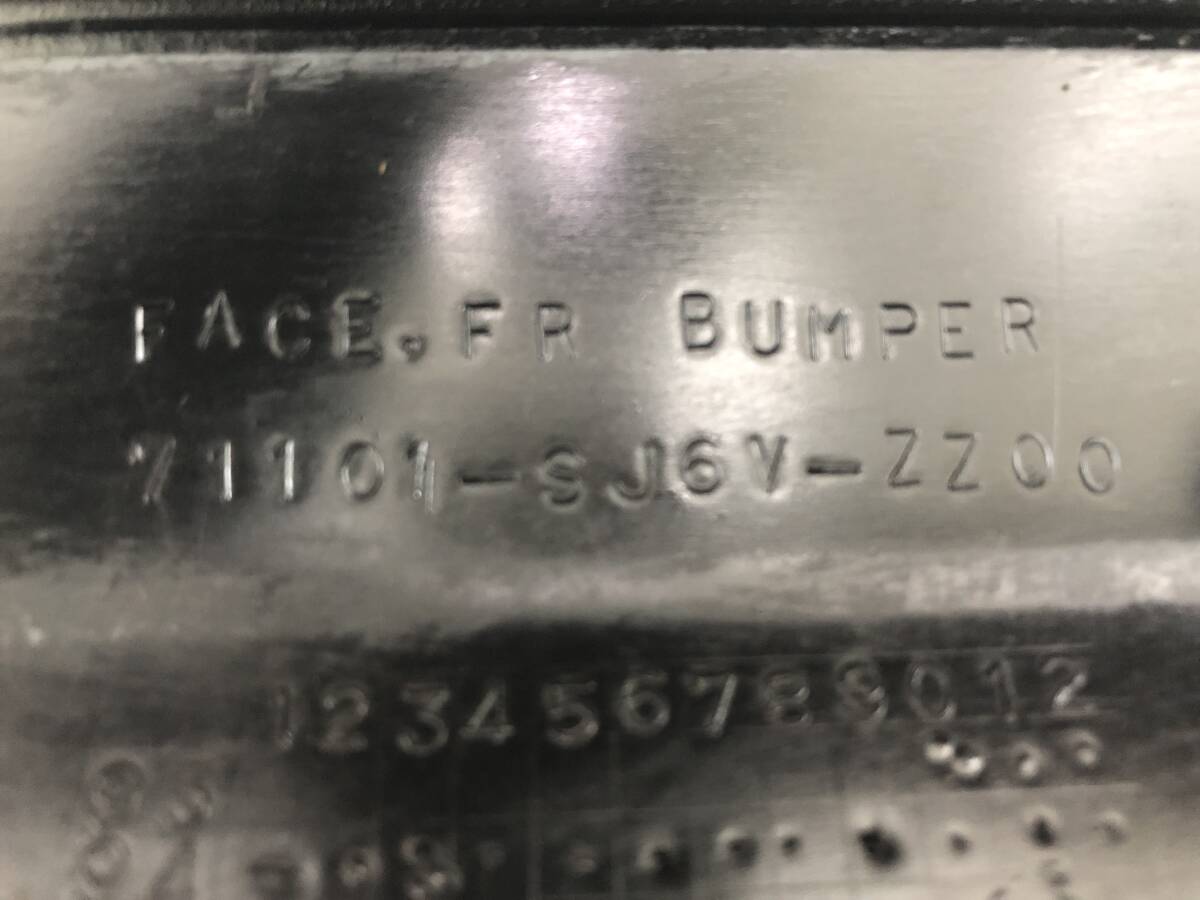 FACE, FR BUMPER
71101-SJ6V-ZZ00
123456789012